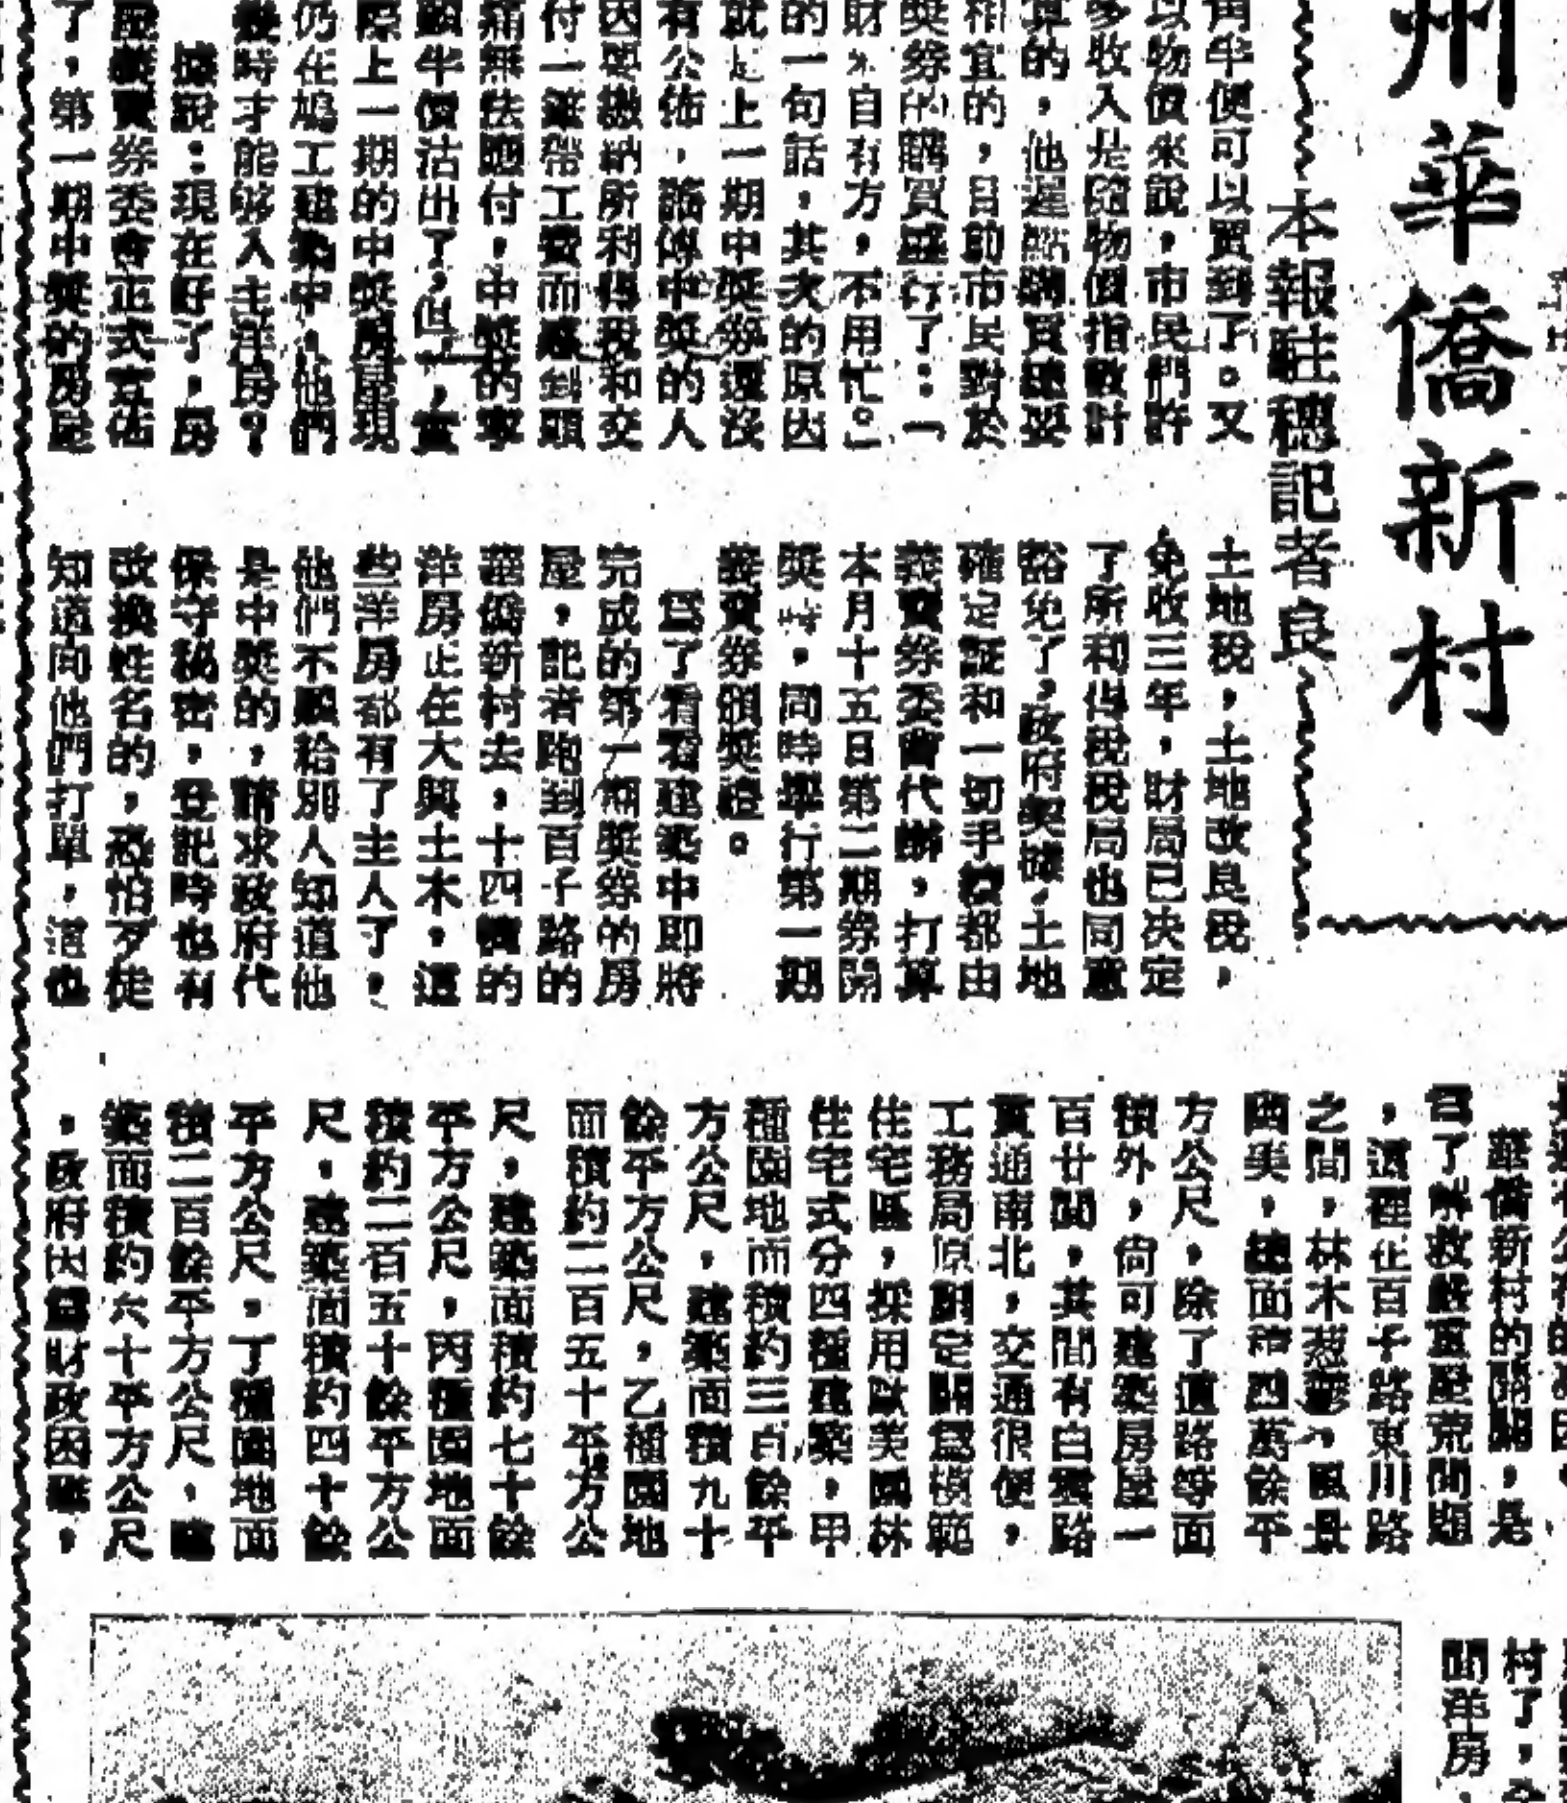 州華僑新村
本報駐穗記者良
角半便可以買到了。又
以物價來說，市民們許
多收入是隨物價指數計
算的，他遲些購買總要
相宜的，目前市民對於
獎券的購買盛行了：「
財 自有方，不用忙。」
的一句話，其次的原因
就是上一期中獎券還沒
有公佈，諮傳中獎的人
因要繳納所利得稅和交
付一筆帶工費而感到頭
痛無法應付，中獎的寧
願半價沽出了，但，實
際上一期的中獎房屋現
仍在鳩工建築中，他們
幾時才能够入主洋房？
據說：現在好了，房
屋義賣券委會正式宣佈
了，第一期中獎的房屋
土地稅，土地改良稅，
免收三年，財局已決定
了所利得稅稅局也同意
豁免了，政府契據，土地
確定証和一切手續都由
義賣券委會代辦，打算
本月十五日第二期券開
獎時，同時舉行第一期
義賣券頒獎禮。
為了看看建築中即將
完成的第一期獎券的房
屋，記者跑到百子路的
華僑新村去，十四幢的
洋房正在大興土木，這
些洋房都有了主人了，
他們不願給別人知道他
是中獎的，請求政府代
保守秘密，登記時也有
改換姓名的，恐怕歹徒
知道向他們打單，這也
華僑新村的開闢，是
為了解救嚴重屋荒問題
，這裡在百子路東川路
之間，林木葱鬱，風景
幽美，總面積四萬餘平
方公尺，除了道路等面
積外，尚可建築房屋一
百廿間，其間有白雲路
貫通南北，交通很便，
工務局原劃定闢為模範
住宅區，採用歐美園林
住宅式分四種建築，甲
種園地面積約三百餘平
方公尺，建築面積九十
餘平方公尺，乙種園地
面積約二百五十平方公
尺，建築面積約七十餘
平方公尺，丙種園地面
積約二百五十餘平方公
尺，建築面積約四十餘
平方公尺，丁種園地面
積二百餘平方公尺，建
築面積約六十平方公尺
，政府因為財政困難，
村了，
間洋房，